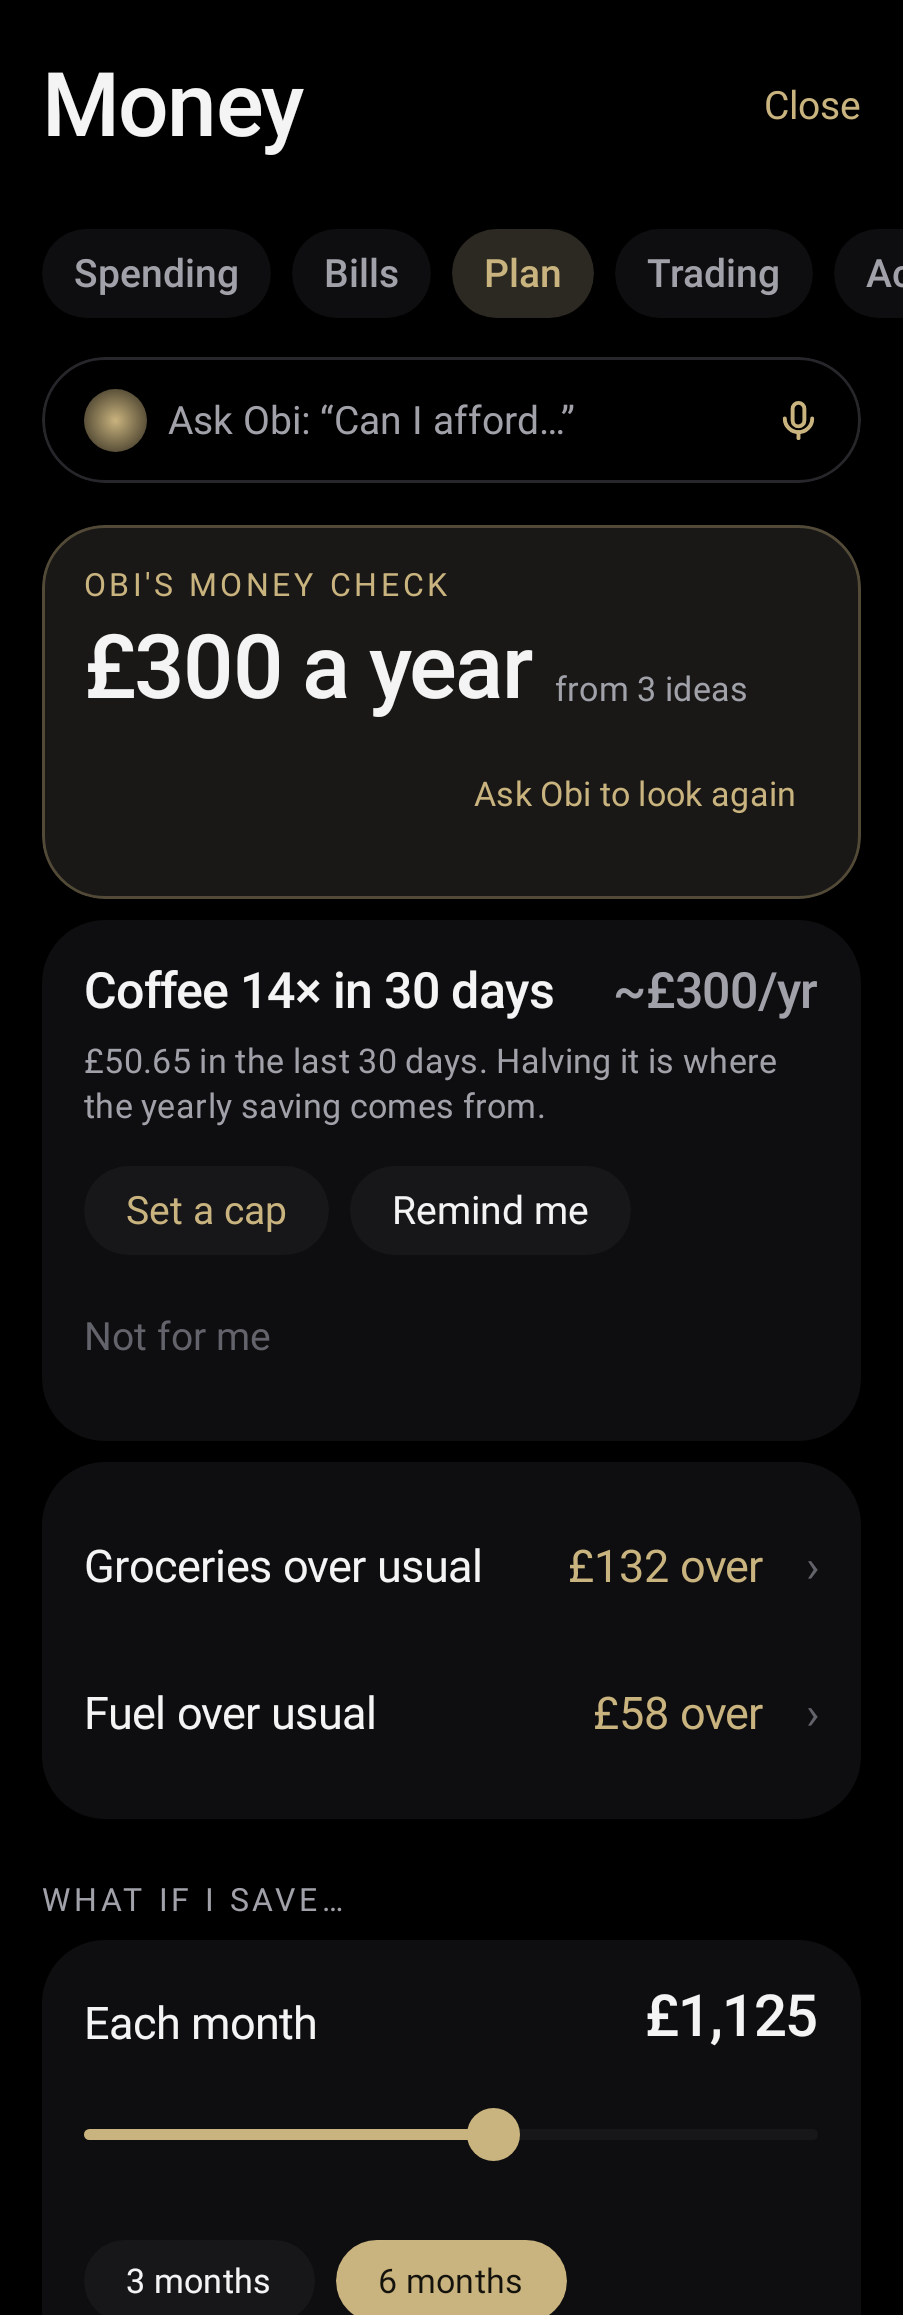 Money
Close
Spending
Bills
Plan
Trading
Ac
Ask Obi: “Can I afford…”
OBI'S MONEY CHECK
£300 a year from 3 ideas
Ask Obi to look again
Coffee 14× in 30 days ~£300/yr
£50.65 in the last 30 days. Halving it is where
the yearly saving comes from.
Set a cap
Remind me
Not for me
Groceries over usual £132 over ›
Fuel over usual £58 over ›
WHAT IF I SAVE…
Each month £1,125
3 months
6 months